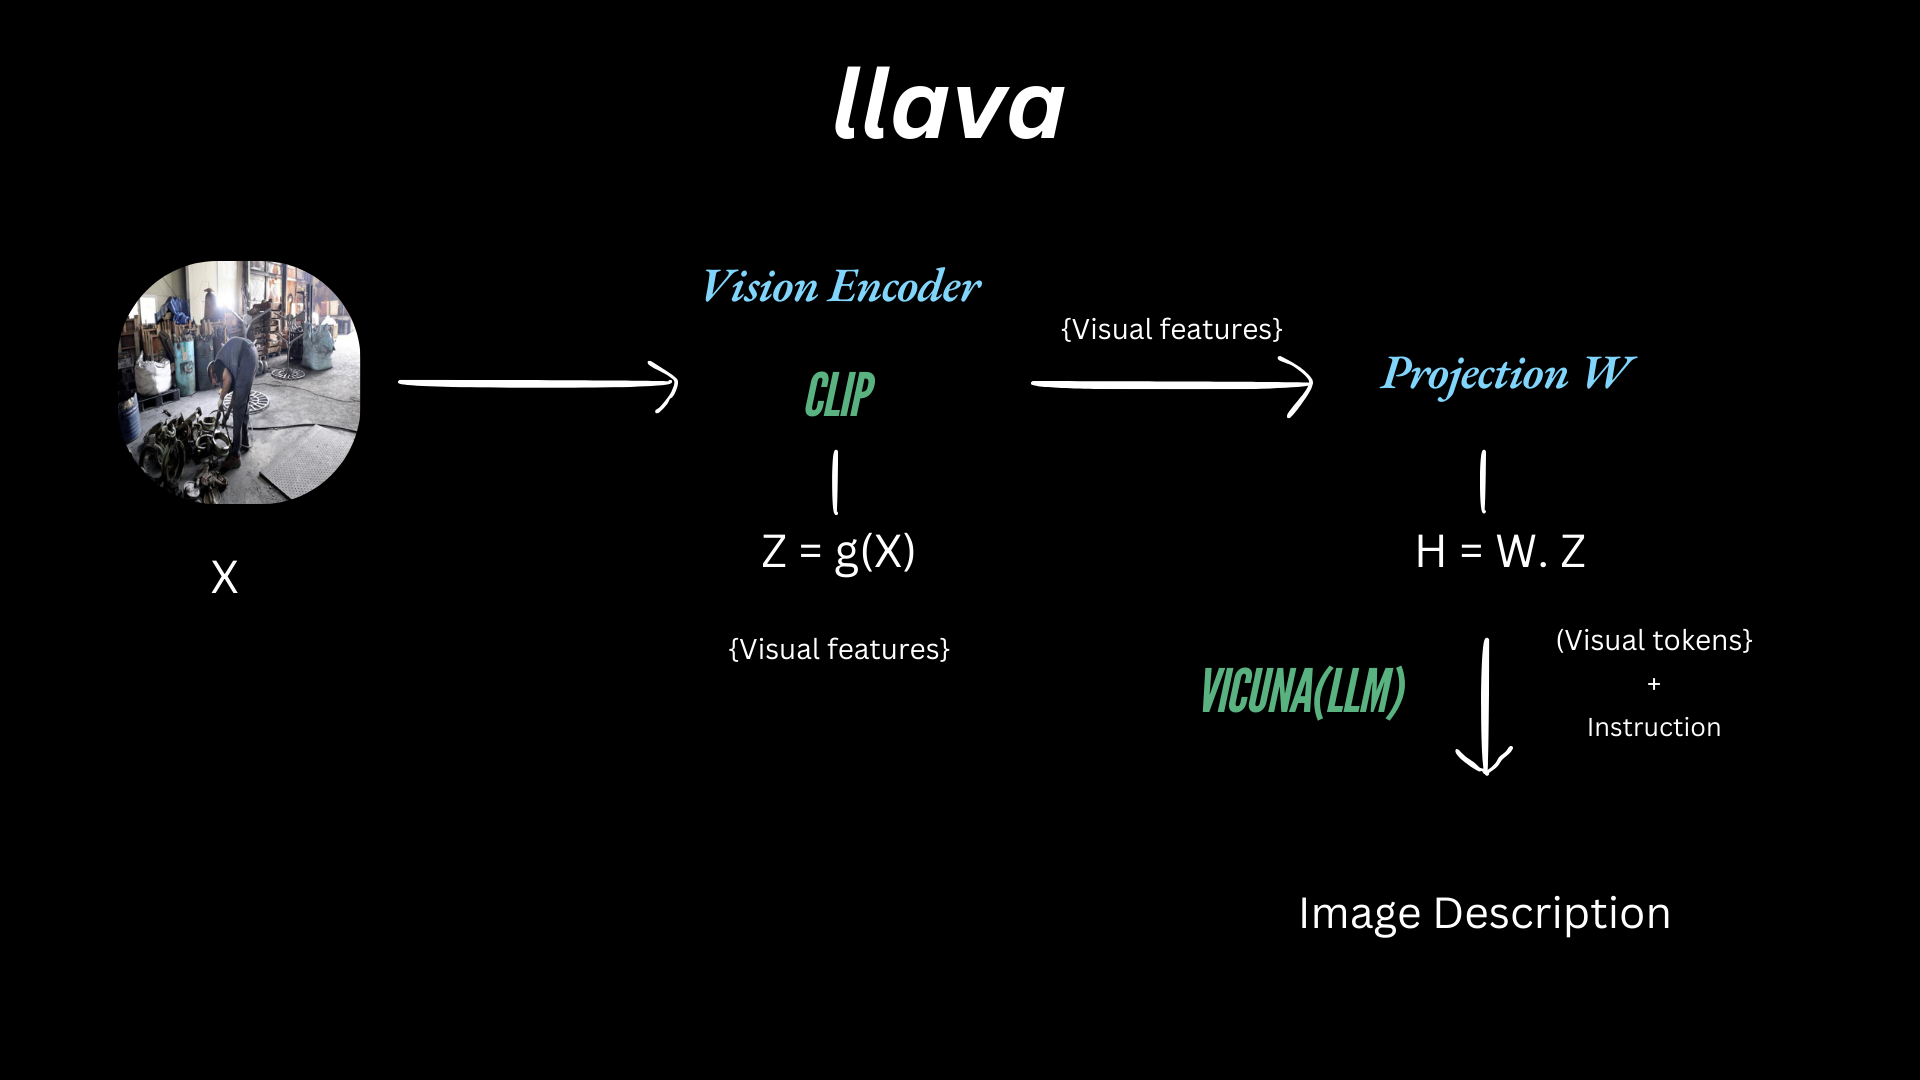 llava
Vision Encoder
{Visual features}
Projection W
CLIP
Z = g(X)
H = W. Z
X
{Visual features}
(Visual tokens}
+
Instruction
VICUNA(LLM)
Image Description